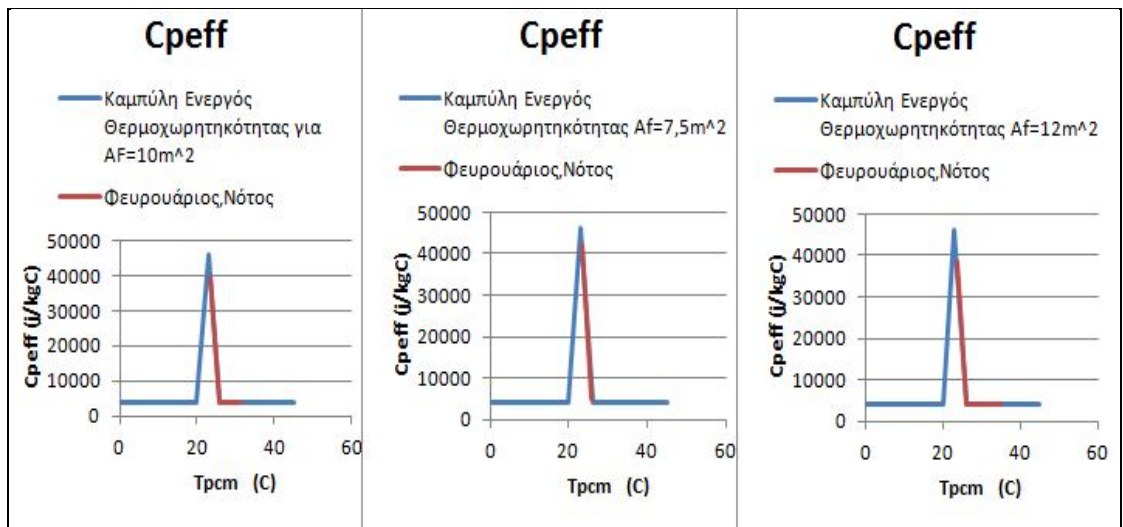 Cpeff
Καμπύλη Ενεργός
Θερμοχωρητηκότητας για
AF=10m^2
Φευρουάριος,Νότος
50000
40000
30000
20000
10000
0
Cpeff (j/kgC)
0 20 40 60
Tpcm (C)
Cpeff
Καμπύλη Ενεργός
Θερμοχωρητηκότητας Af=7,5m^2
Φευρουάριος,Νότος
50000
40000
30000
20000
10000
0
Cpeff (j/kgC)
0 20 40 60
Tpcm (C)
Cpeff
Καμπύλη Ενεργός
Θερμοχωρητηκότητας Af=12m^2
Φευρουάριος,Νότος
50000
40000
30000
20000
10000
0
Cpeff (j/kgC)
0 20 40 60
Tpcm (C)